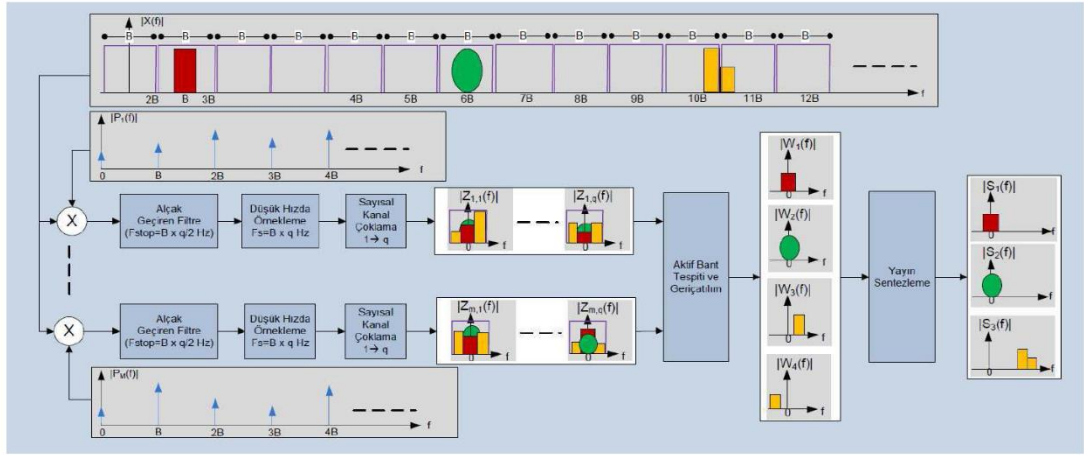 |X(f)|
B B B B B B B B B B B B B
2B B 3B 4B 5B 6B 7B 8B 9B 10B 11B 12B
f
|P1(f)|
0 B 2B 3B 4B
f
X
Alçak
Geçiren Filtre
(Fstop=B x q/2 Hz)
Düşük Hızda
Örnekleme
Fs=B x q Hz
Sayısal
Kanal
Çoklama
1→ q
|Z1,1(f)|
0
f
|Z1,q(f)|
0
f
X
Alçak
Geçiren Filtre
(Fstop=B x q/2 Hz)
Düşük Hızda
Örnekleme
Fs=B x q Hz
Sayısal
Kanal
Çoklama
1→ q
|Zm,1(f)|
0
f
|Zm,q(f)|
0
f
|PM(f)|
0 B 2B 3B 4B
f
Aktif Bant
Tespiti ve
Geriçatılım
|W1(f)|
0
f
|W2(f)|
0
f
|W3(f)|
0
f
|W4(f)|
0
f
Yayın
Sentezleme
|S1(f)|
0
f
|S2(f)|
0
f
|S3(f)|
0
f